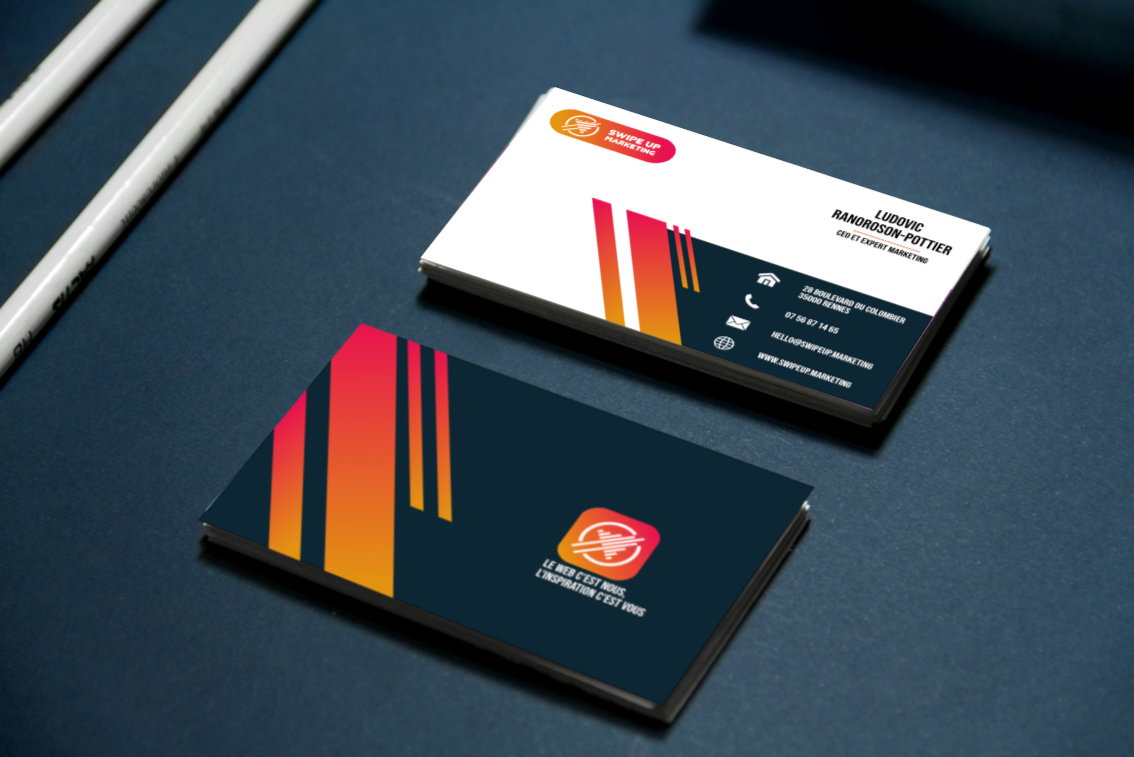 SWIPE UP
MARKETING
LUDOVIC
RANOROSON-POTTIER
CEO ET EXPERT MARKETING
28 BOULEVARD DU COLOMBIER
35000 RENNES
07 56 87 14 65
HELLO@SWIPEUP.MARKETING
WWW.SWIPEUP.MARKETING
LE WEB C'EST NOUS,
L'INSPIRATION C'EST VOUS